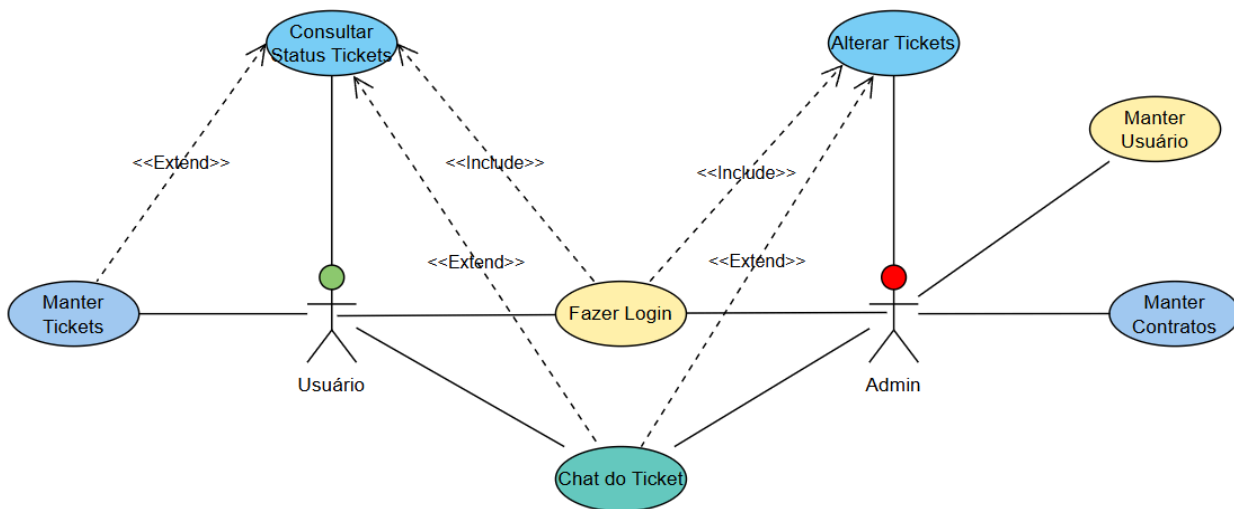 Consultar
Status Tickets
Alterar Tickets
Manter
Usuário
<<Extend>>
<<Include>>
<<Include>>
<<Extend>>
<<Extend>>
Manter
Tickets
Fazer Login
Manter
Contratos
Usuário
Admin
Chat do Ticket